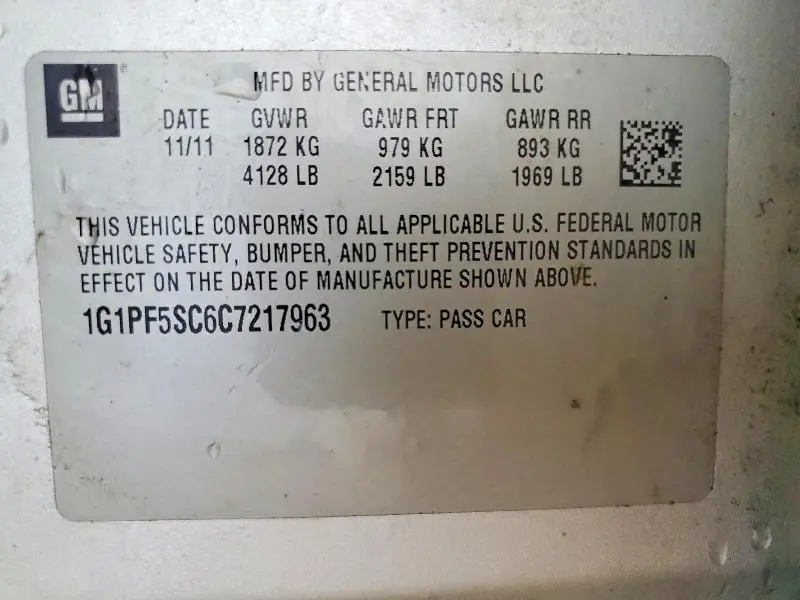 GM®
MFD BY GENERAL MOTORS LLC
DATE GVWR GAWR FRT GAWR RR
11/11 1872 KG 979 KG 893 KG
4128 LB 2159 LB 1969 LB
THIS VEHICLE CONFORMS TO ALL APPLICABLE U.S. FEDERAL MOTOR
VEHICLE SAFETY, BUMPER, AND THEFT PREVENTION STANDARDS IN
EFFECT ON THE DATE OF MANUFACTURE SHOWN ABOVE.
1G1PF5SC6C7217963 TYPE: PASS CAR